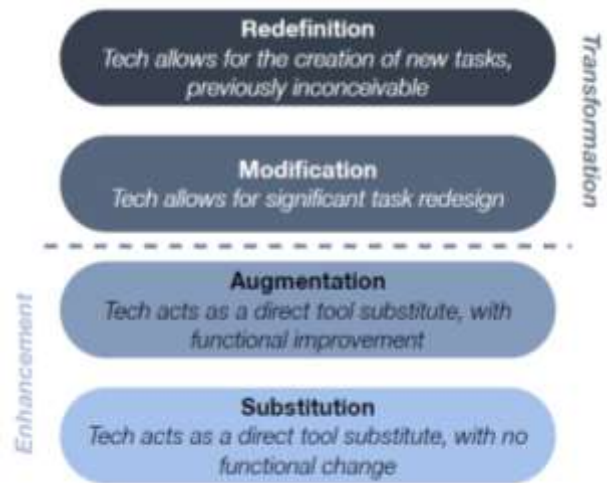 Redefinition
Tech allows for the creation of new tasks,
previously inconceivable
Modification
Tech allows for significant task redesign
Transformation
Augmentation
Tech acts as a direct tool substitute, with
functional improvement
Substitution
Tech acts as a direct tool substitute, with no
functional change
Enhancement